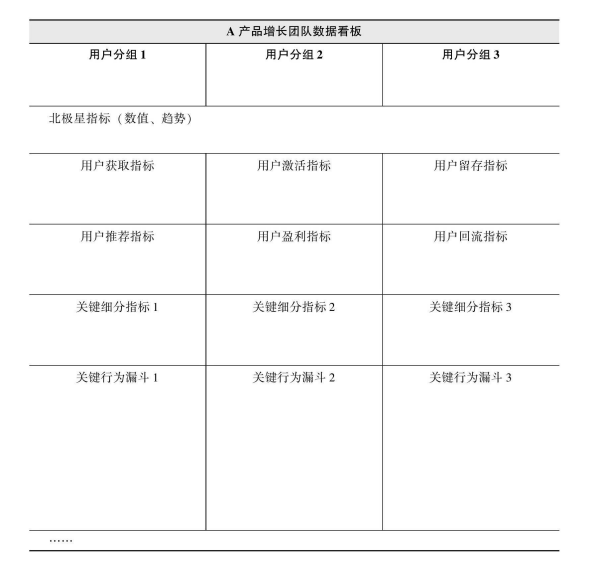 A 产品增长团队数据看板
用户分组 1 用户分组 2 用户分组 3
北极星指标（数值、趋势）
用户获取指标 用户激活指标 用户留存指标
用户推荐指标 用户盈利指标 用户回流指标
关键细分指标 1 关键细分指标 2 关键细分指标 3
关键行为漏斗 1 关键行为漏斗 2 关键行为漏斗 3
……